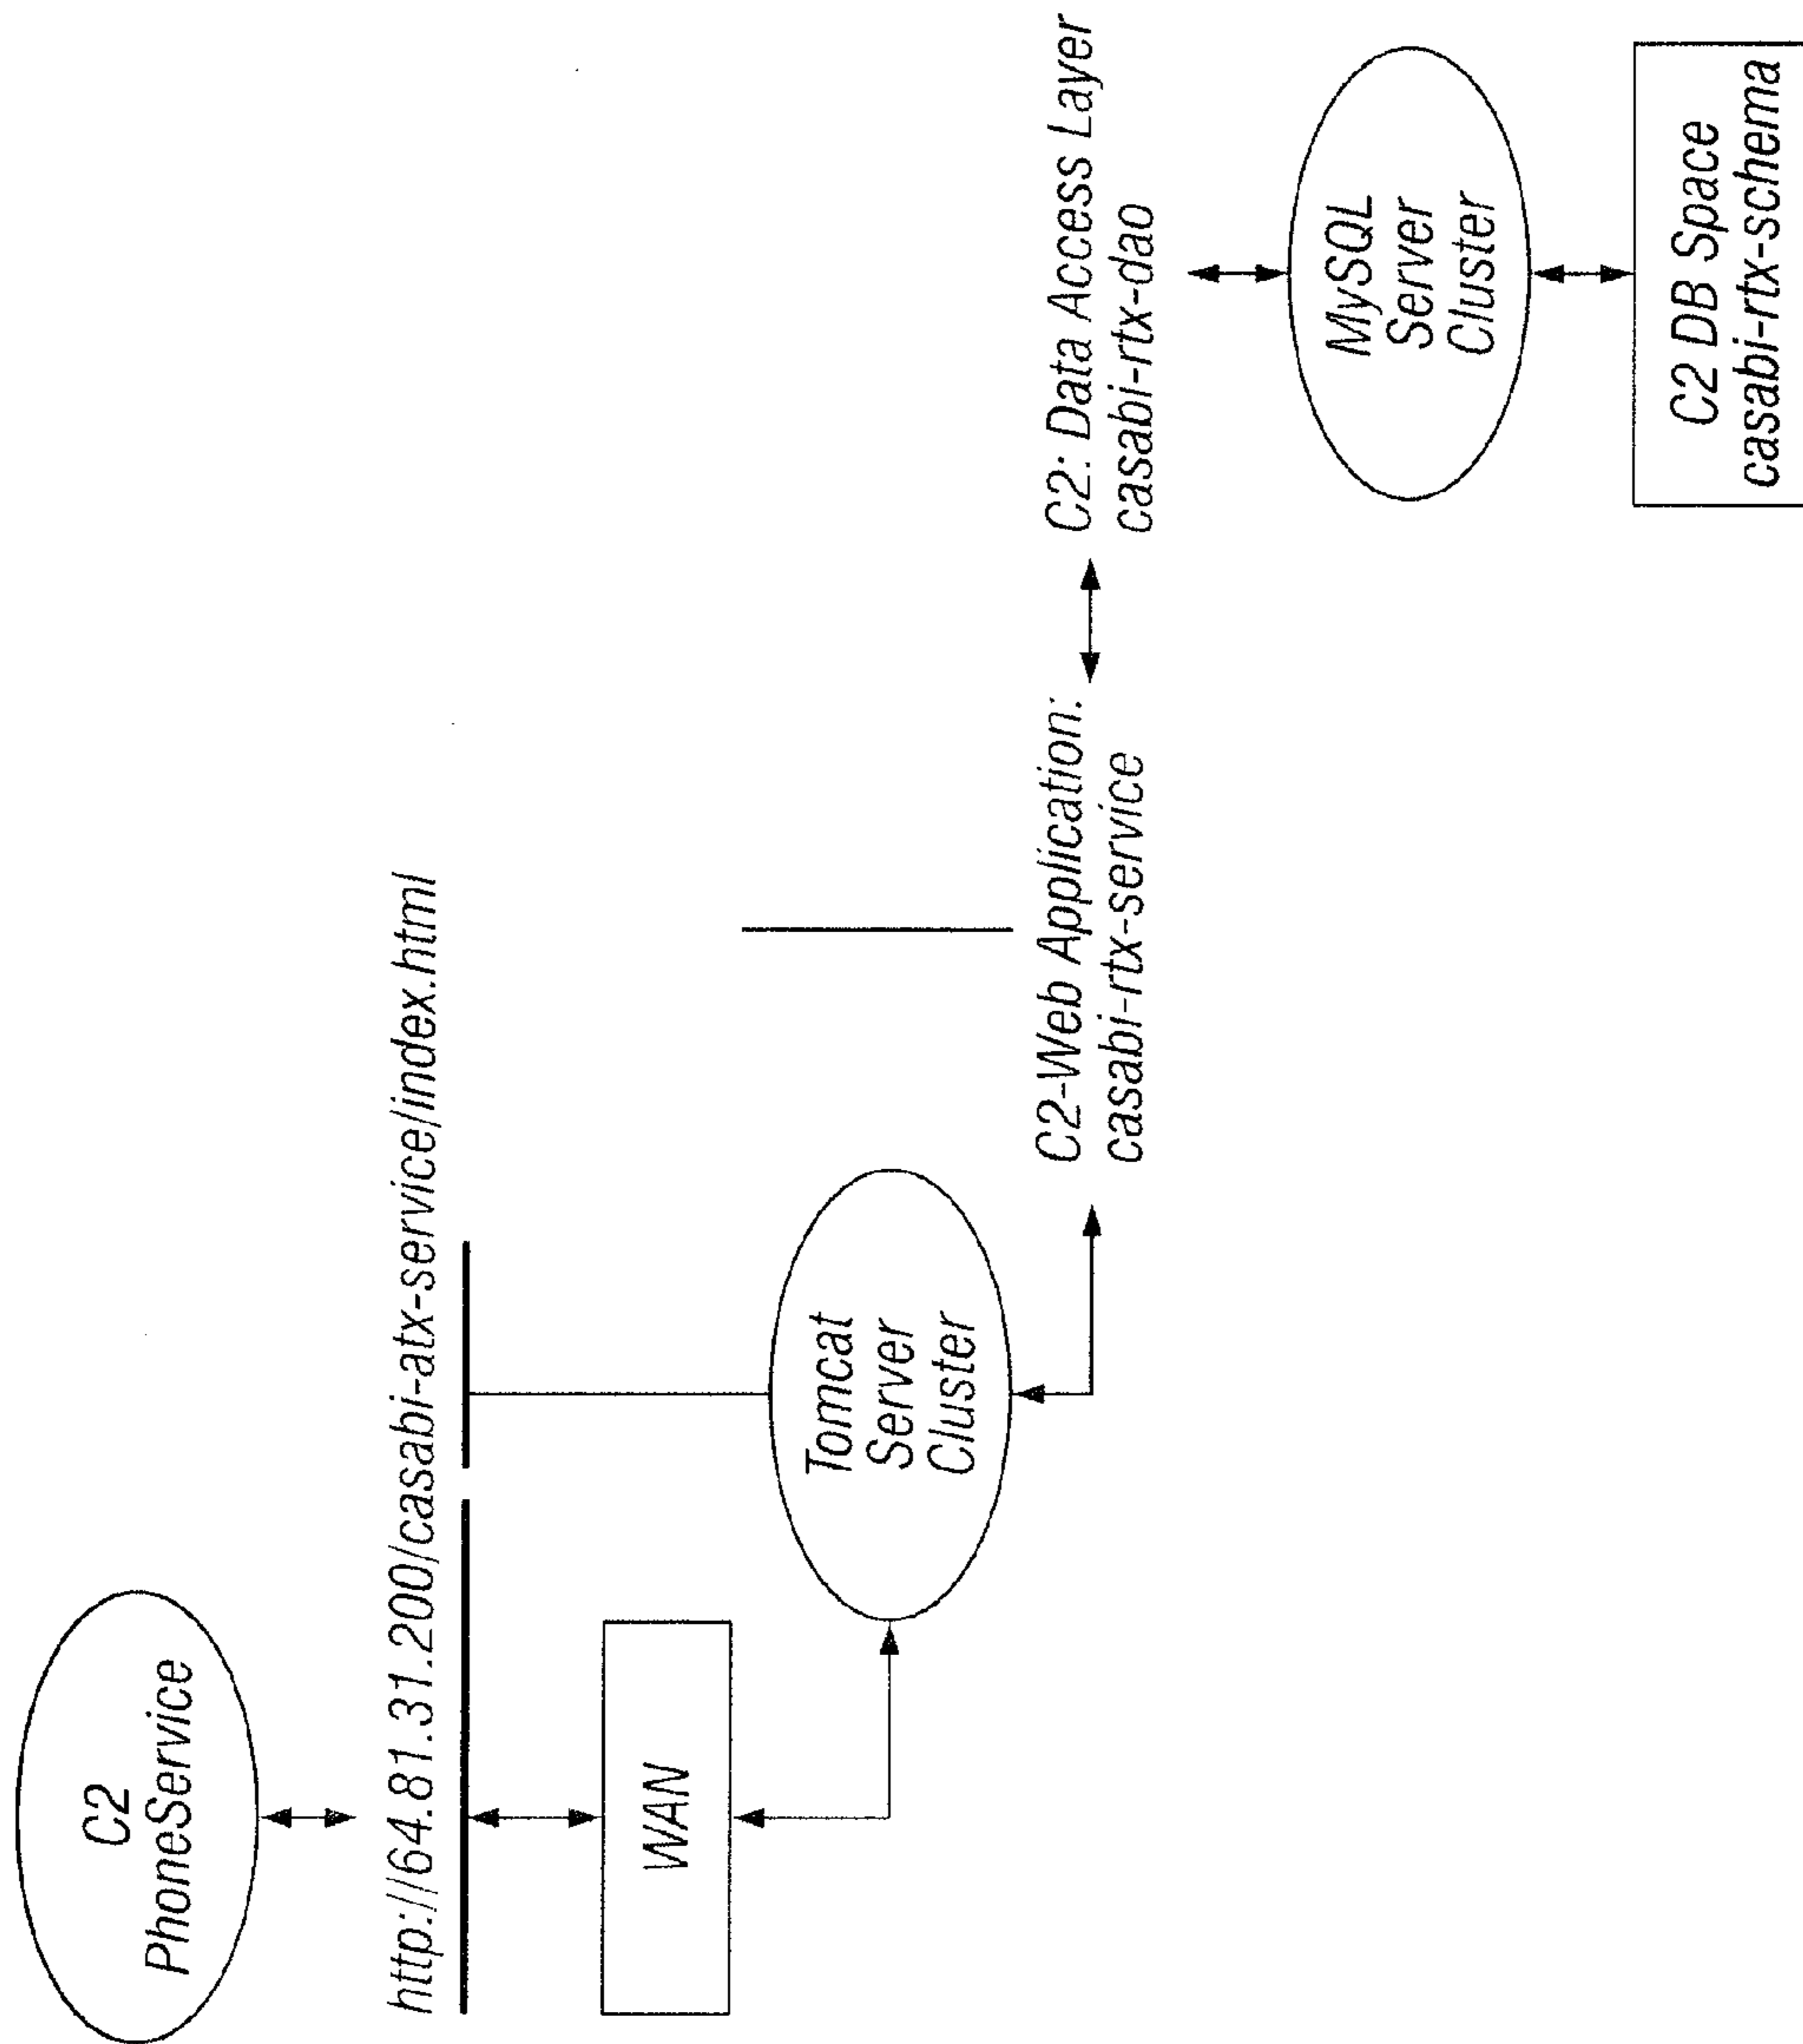 C2
PhoneService
http://64.81.31.200/casabi-atx-service/index.html
WAN
Tomcat
Server
Cluster
C2-Web Application:
casabi-rtx-service
C2: Data Access Layer
casabi-rtx-dao
MySQL
Server
Cluster
C2 DB Space
casabi-rtx-schema